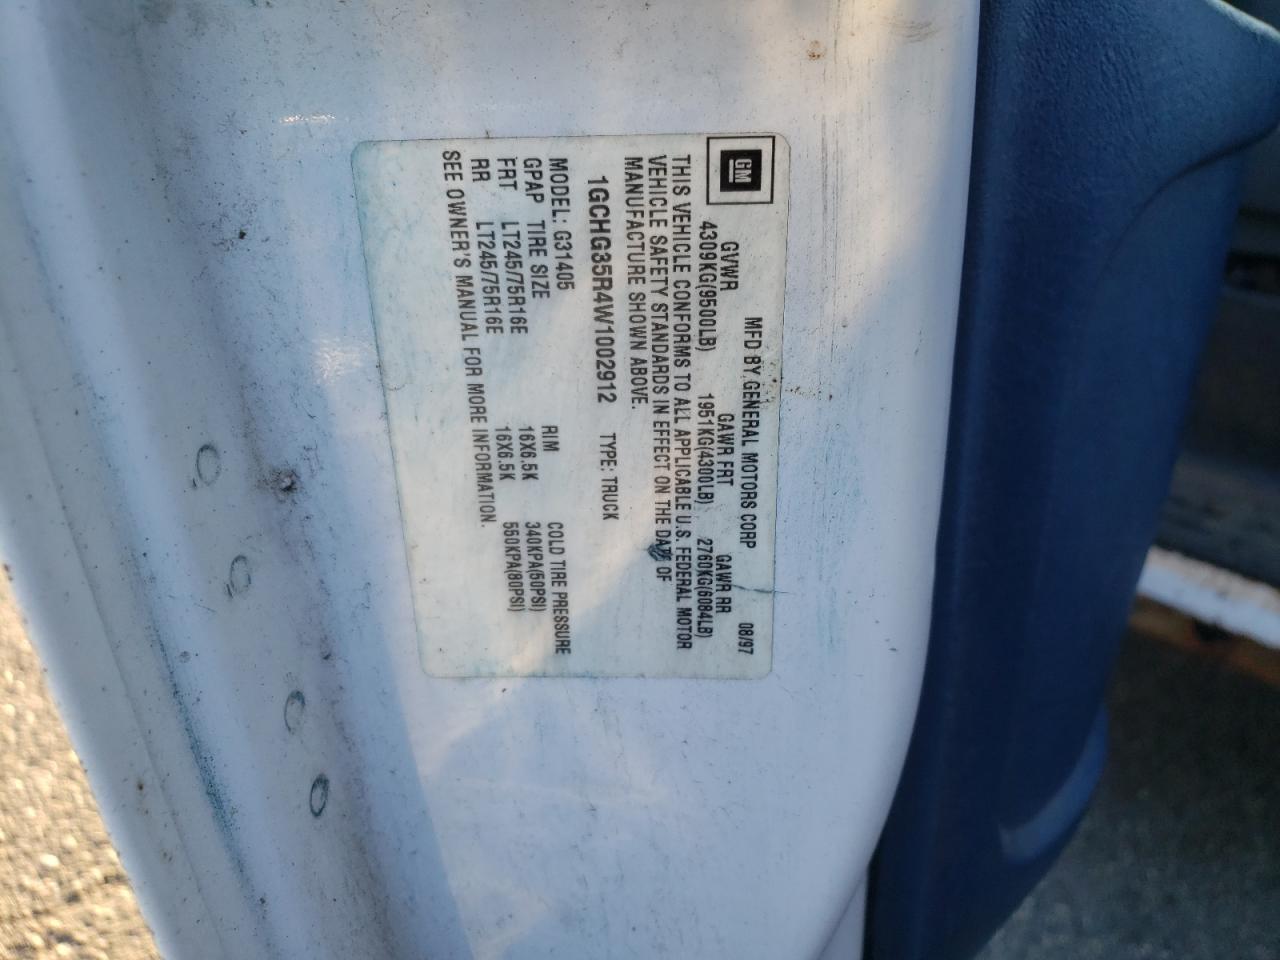 GM
MFD BY GENERAL MOTORS CORP 08/97
GVWR GAWR FRT GAWR RR
4309KG(9500LB) 1951KG(4300LB) 2760KG(6084LB)
THIS VEHICLE CONFORMS TO ALL APPLICABLE U.S. FEDERAL MOTOR
VEHICLE SAFETY STANDARDS IN EFFECT ON THE DATE OF
MANUFACTURE SHOWN ABOVE.
1GCHG35R4W1002912 TYPE: TRUCK
MODEL: G31405
GPAP TIRE SIZE RIM COLD TIRE PRESSURE
FRT LT245/75R16E 16X6.5K 340KPA(50PSI)
RR LT245/75R16E 16X6.5K 550KPA(80PSI)
SEE OWNER'S MANUAL FOR MORE INFORMATION.